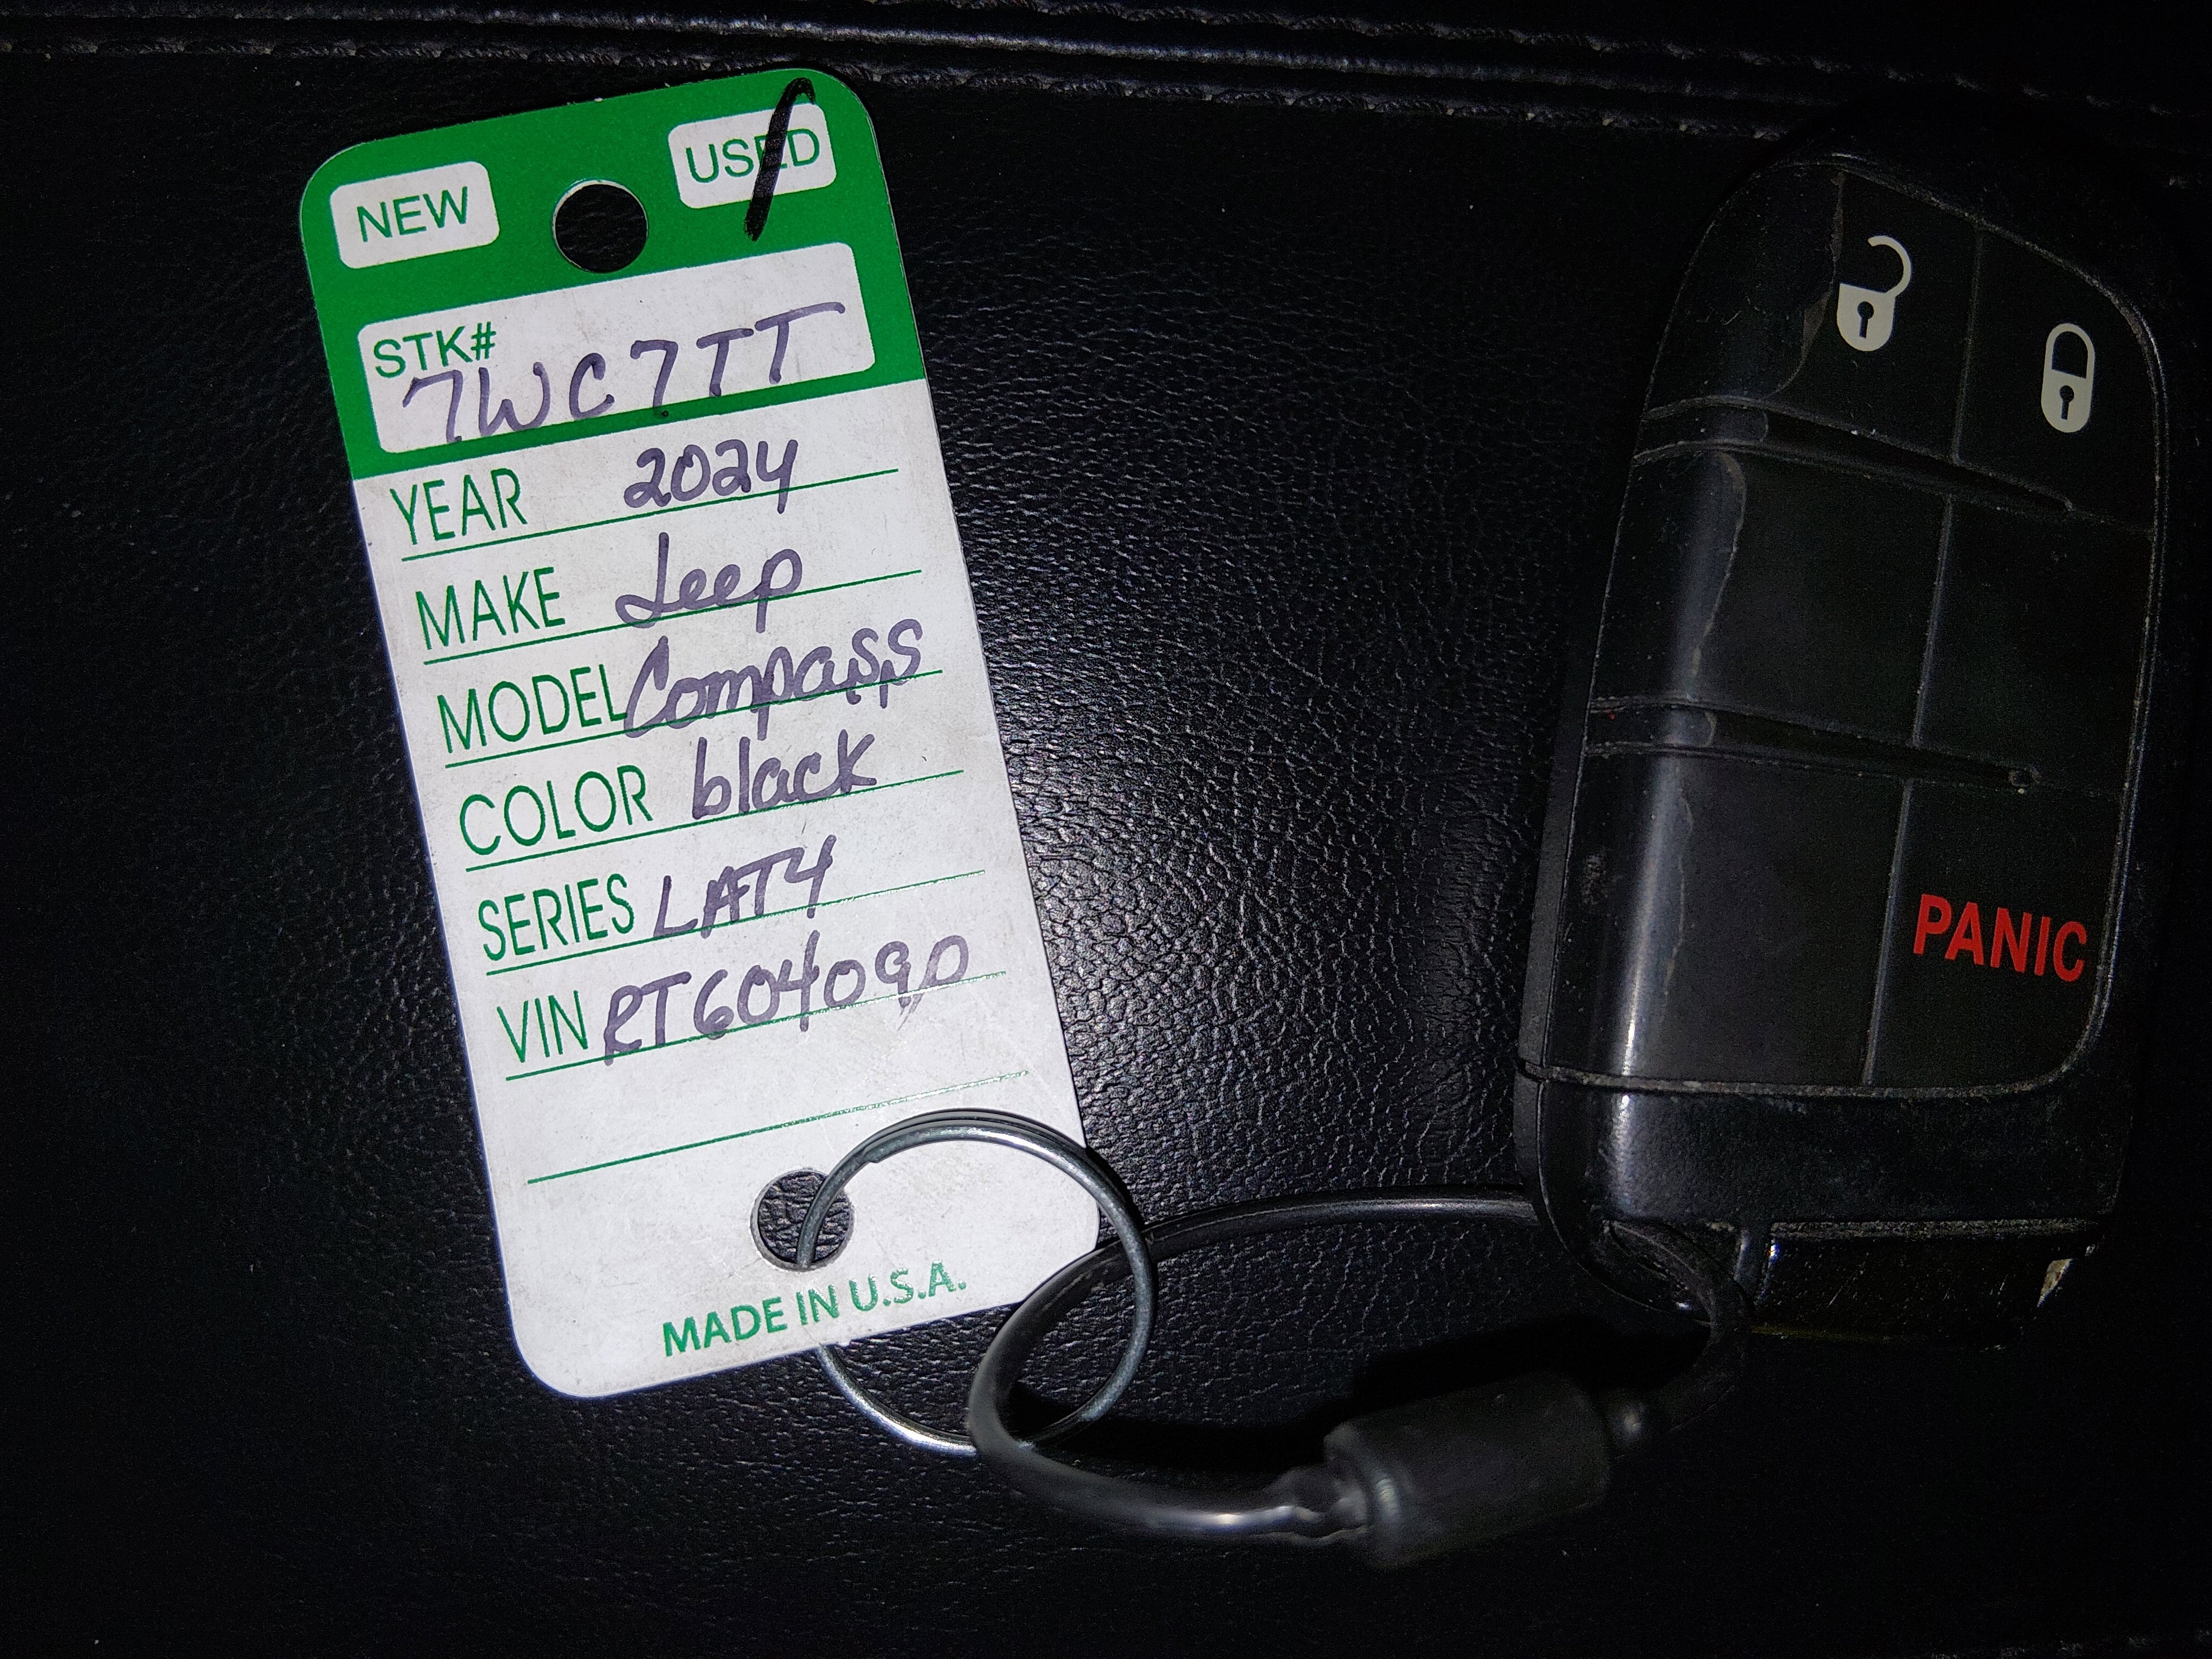 NEW USED
STK#
7WC7TT
YEAR 2024
MAKE Jeep
MODEL Compass
COLOR black
SERIES LAT4
VIN RT604090
MADE IN U.S.A.
PANIC